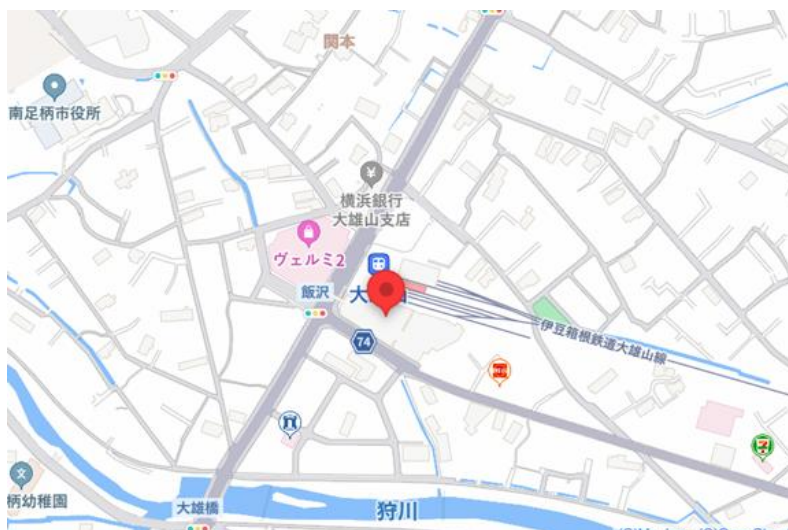 関本
南足柄市役所
横浜銀行
大雄山支店
ヴェルミ2
飯沢
大
74
伊豆箱根鉄道大雄山線
柄幼稚園
大雄橋
狩川